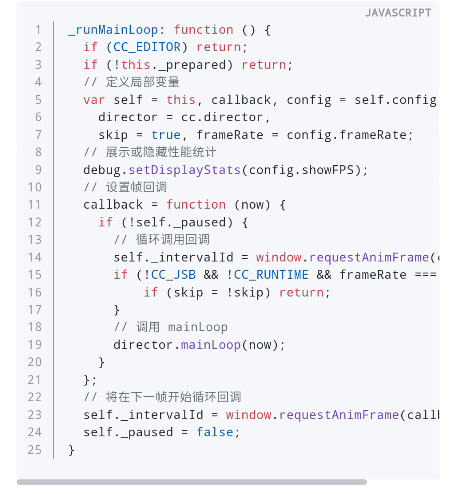 JAVASCRIPT
1 _runMainLoop: function () {
2 if (CC_EDITOR) return;
3 if (!this._prepared) return;
4 // 定义局部变量
5 var self = this, callback, config = self.config
6 director = cc.director,
7 skip = true, frameRate = config.frameRate;
8 // 展示或隐藏性能统计
9 debug.setDisplayStats(config.showFPS);
10 // 设置帧回调
11 callback = function (now) {
12 if (!self._paused) {
13 // 循环调用回调
14 self._intervalId = window.requestAnimFrame(
15 if (!CC_JSB && !CC_RUNTIME && frameRate ===
16 if (skip = !skip) return;
17 }
18 // 调用 mainLoop
19 director.mainLoop(now);
20 }
21 };
22 // 将在下一帧开始循环回调
23 self._intervalId = window.requestAnimFrame(callb
24 self._paused = false;
25 }